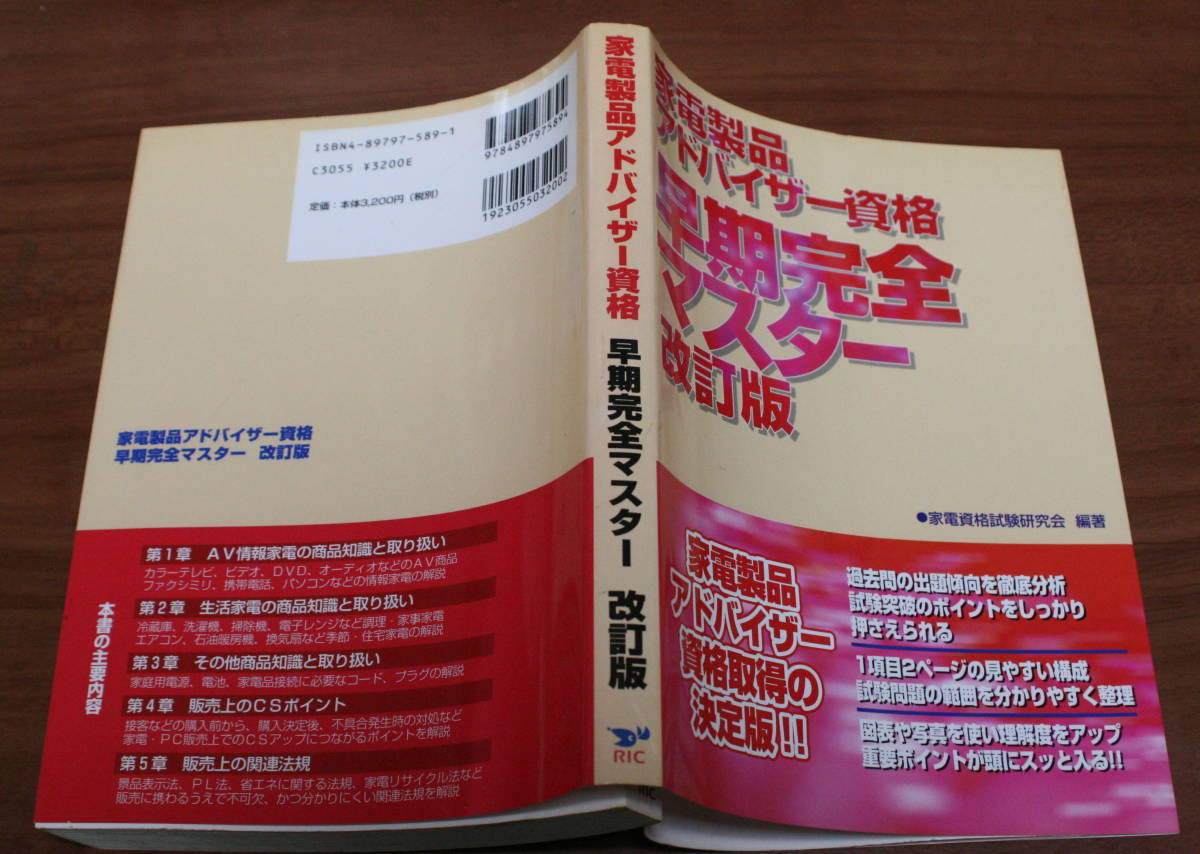 ISBN4-89797-589-1
C3055 ¥3200E
定価:本体3,200円(税別)
9784897975894
1923055032002
家電製品アドバイザー資格
早期完全マスター 改訂版
本書の主要内容
第1章 AV情報家電の商品知識と取り扱い
カラーテレビ、ビデオ、DVD、オーディオなどのAV商品
ファクシミリ、携帯電話、パソコンなどの情報家電の解説
第2章 生活家電の商品知識と取り扱い
冷蔵庫、洗濯機、掃除機、電子レンジなど調理・家事家電
エアコン、石油暖房機、換気扇など季節・住宅家電の解説
第3章 その他商品知識と取り扱い
家庭用電源、電池、家電品接続に必要なコード、プラグの解説
第4章 販売上のCSポイント
接客などの購入前から、購入決定後、不具合発生時の対処など
家電・PC販売上でのCSアップにつながるポイントを解説
第5章 販売上の関連法規
景品表示法、PL法、省エネに関する法規、家電リサイクル法など
販売に携わるうえで不可欠、かつ分かりにくい関連法規を解説
家電製品アドバイザー資格 早期完全マスター 改訂版
RIC
RIC
家電製品
アドバイザー資格
早期完全
マスター
改訂版
●家電資格試験研究会 編著
家電製品
アドバイザー
資格取得の
決定版!!
過去問の出題傾向を徹底分析
試験突破のポイントをしっかり
押さえられる
1項目2ページの見やすい構成
試験問題の範囲を分かりやすく整理
図表や写真を使い理解度をアップ
重要ポイントが頭にスッと入る!!